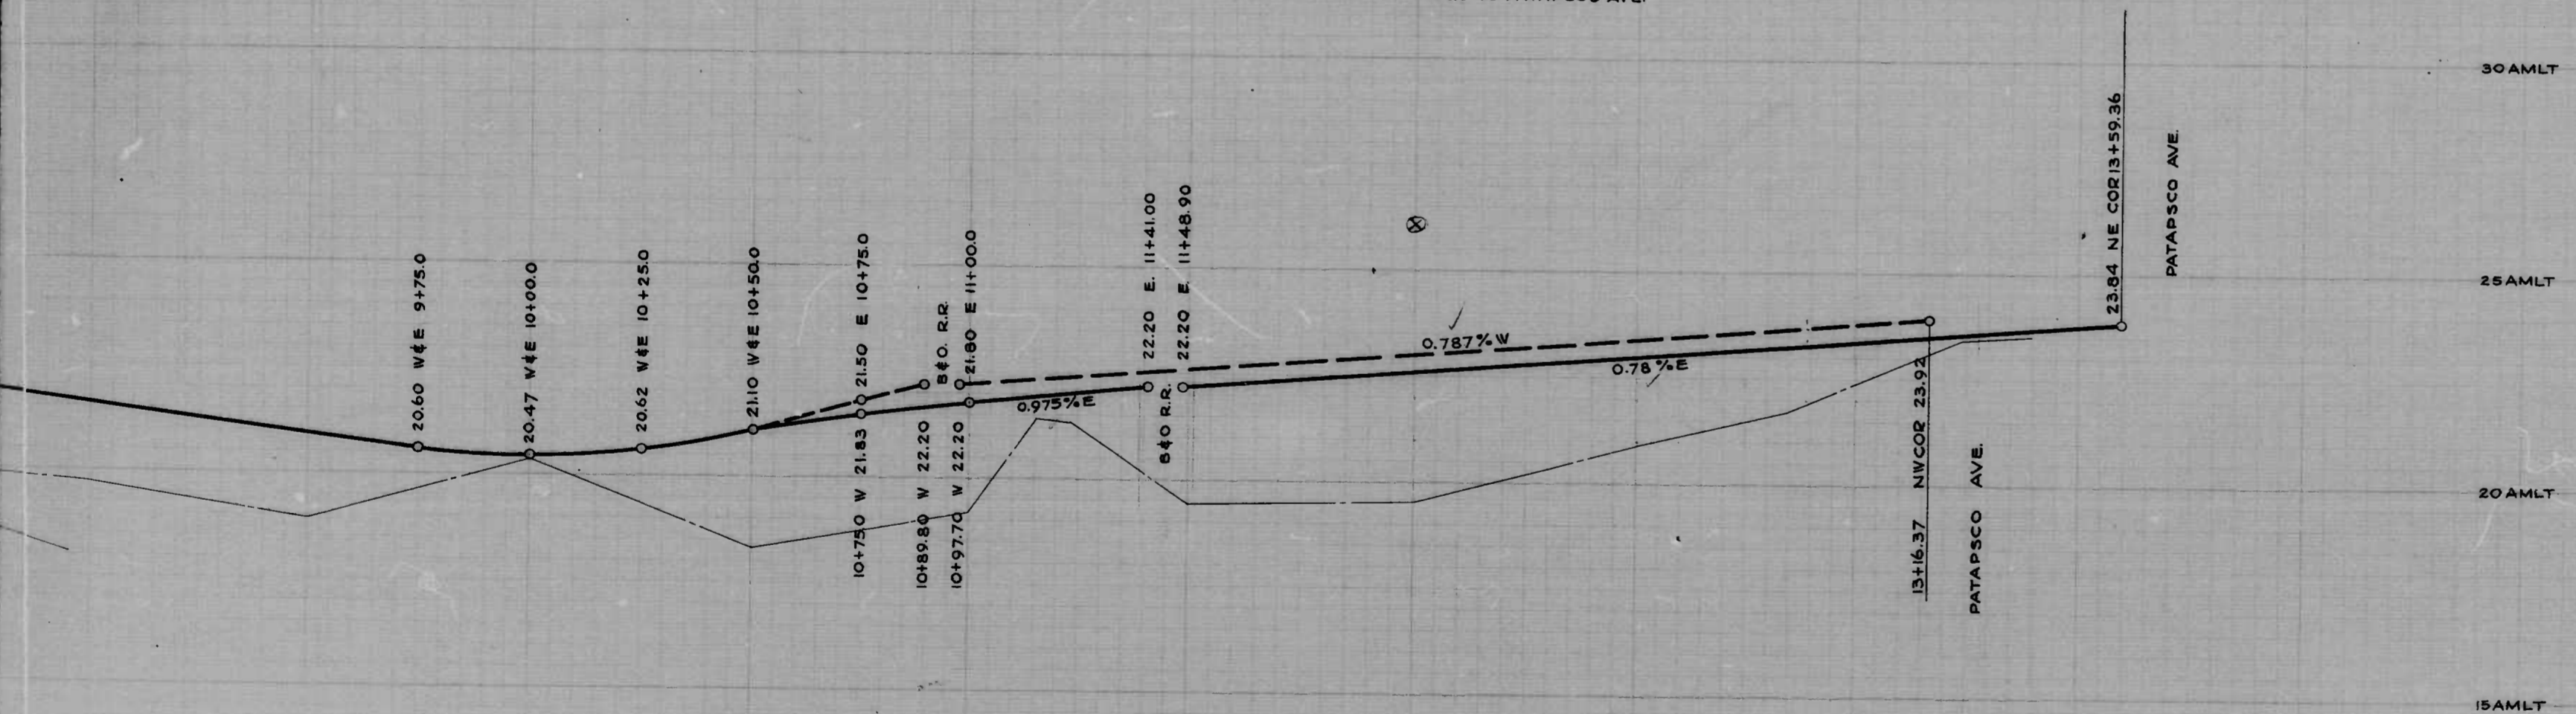 30 AMLT
25 AMLT
20 AMLT
15 AMLT
20.60 W&E 9+75.0
20.47 W&E 10+00.0
20.62 W&E 10+25.0
21.10 W&E 10+50.0
21.50 E 10+75.0
B&O. R.R.
21.80 E 11+00.0
22.20 E. 11+41.00
22.20 E. 11+48.90
23.84 NE COR 13+59.36
PATAPSCO AVE.
10+75.0 W 21.83
10+89.80 W 22.20
10+97.70 W 22.20
0.975% E
B&O R.R.
0.787% W
0.78% E
13+16.37 NW COR 23.92
PATAPSCO AVE.